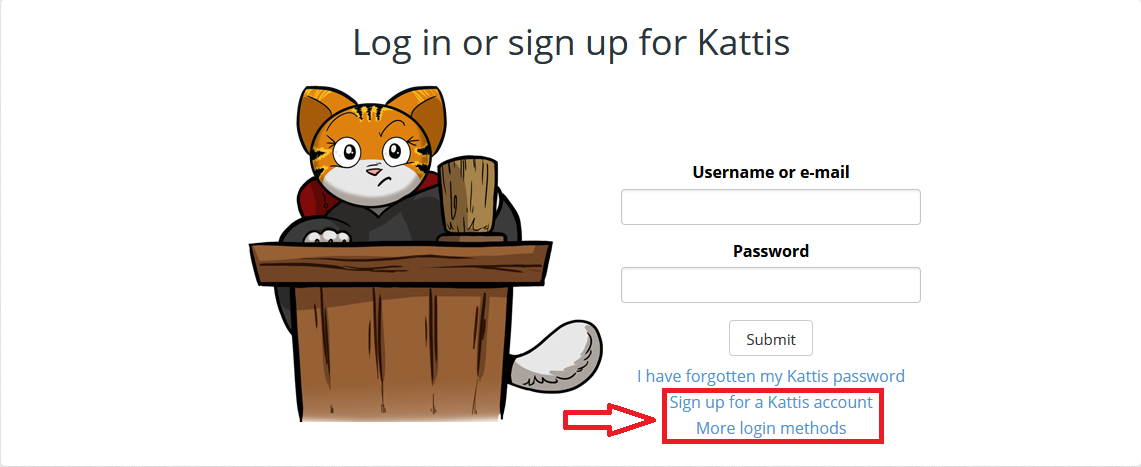 Log in or sign up for Kattis
Username or e-mail
Password
Submit
I have forgotten my Kattis password
Sign up for a Kattis account
More login methods